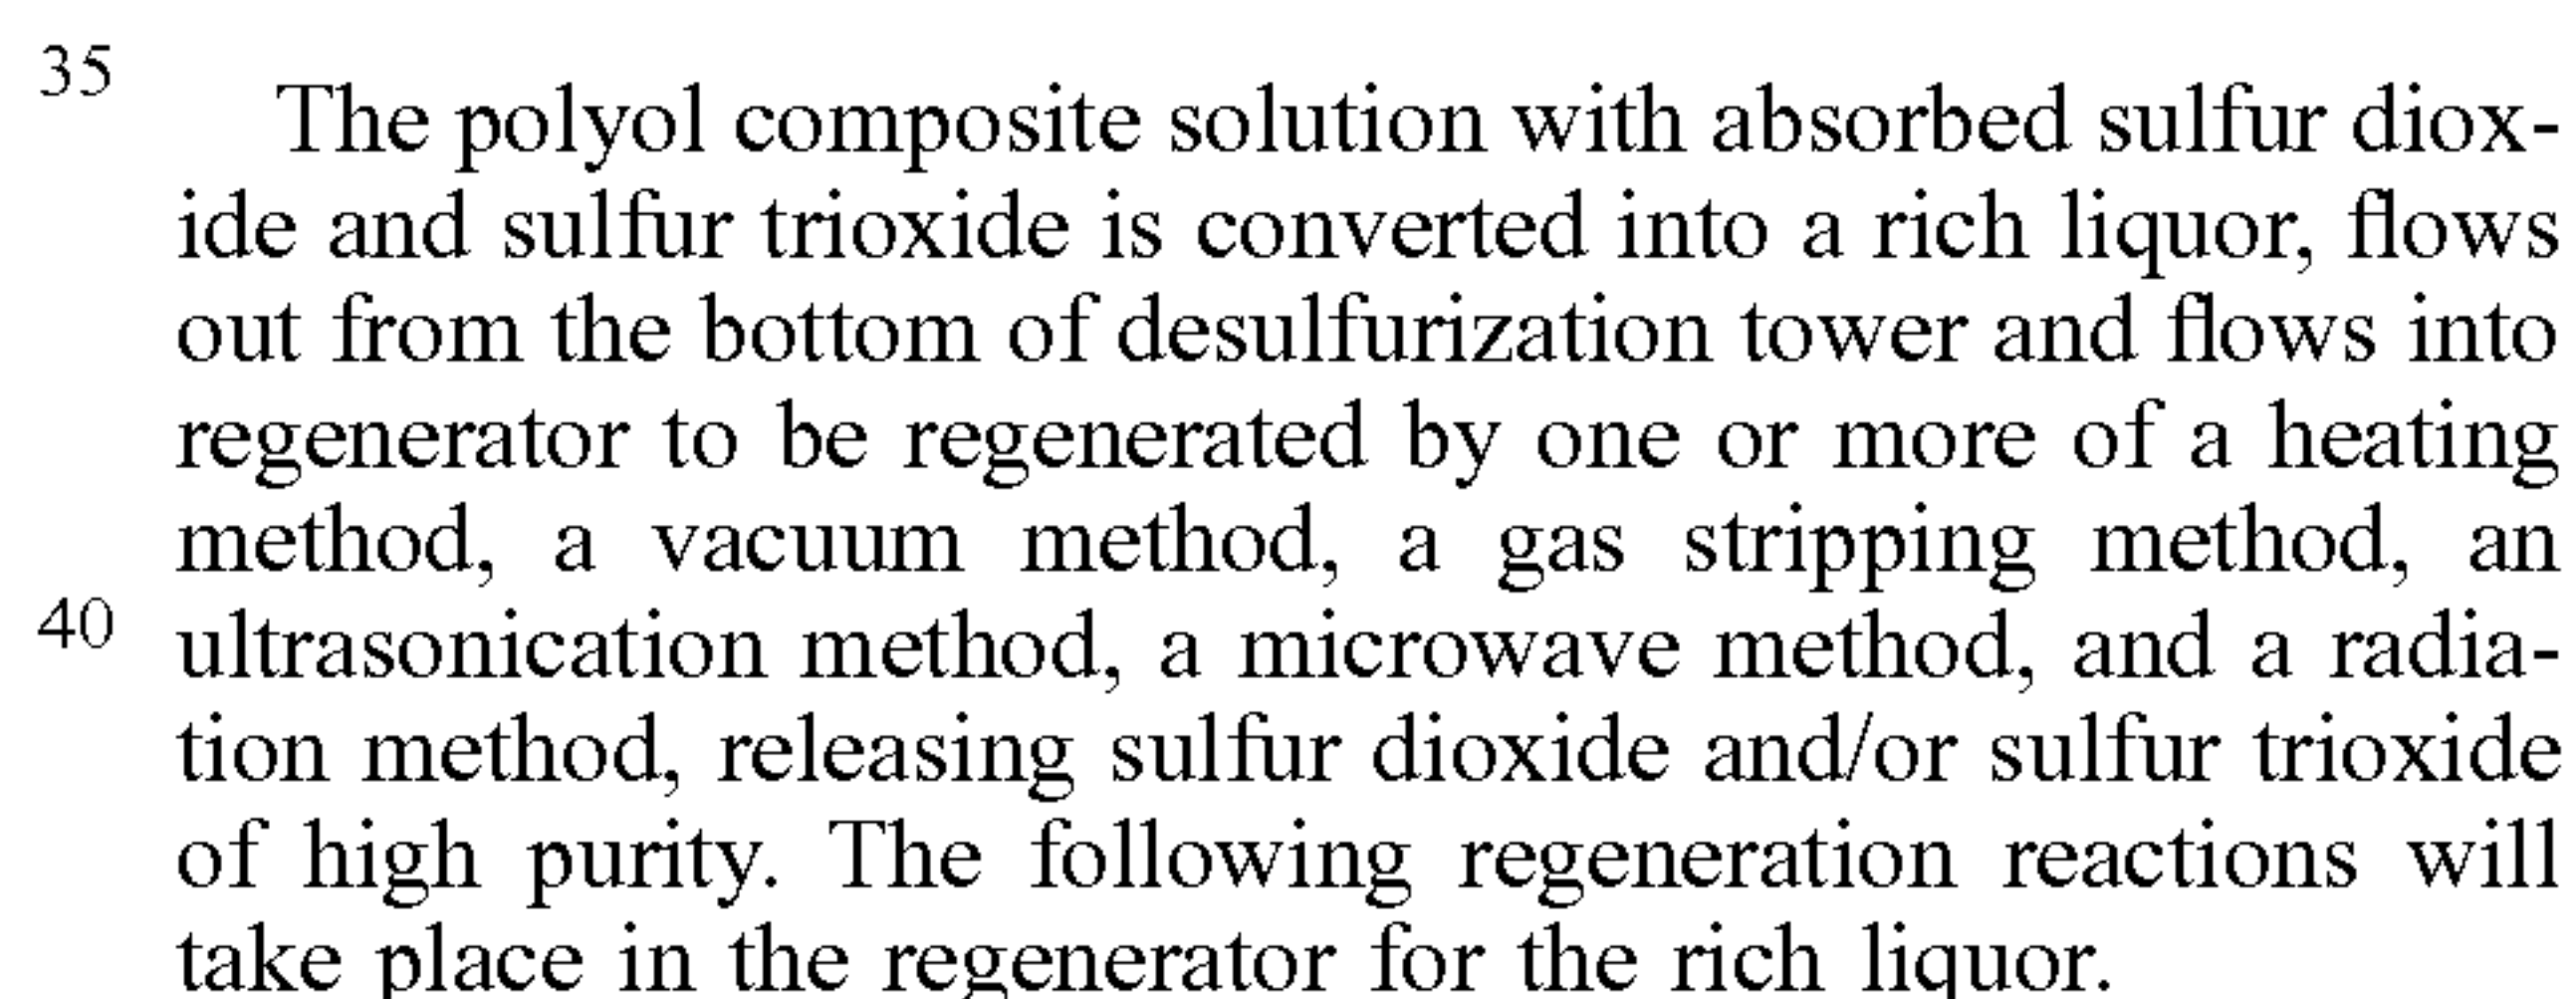 35
The polyol composite solution with absorbed sulfur diox-
ide and sulfur trioxide is converted into a rich liquor, flows
out from the bottom of desulfurization tower and flows into
regenerator to be regenerated by one or more of a heating
method, a vacuum method, a gas stripping method, an
40 ultrasonication method, a microwave method, and a radia-
tion method, releasing sulfur dioxide and/or sulfur trioxide
of high purity. The following regeneration reactions will
take place in the regenerator for the rich liquor.